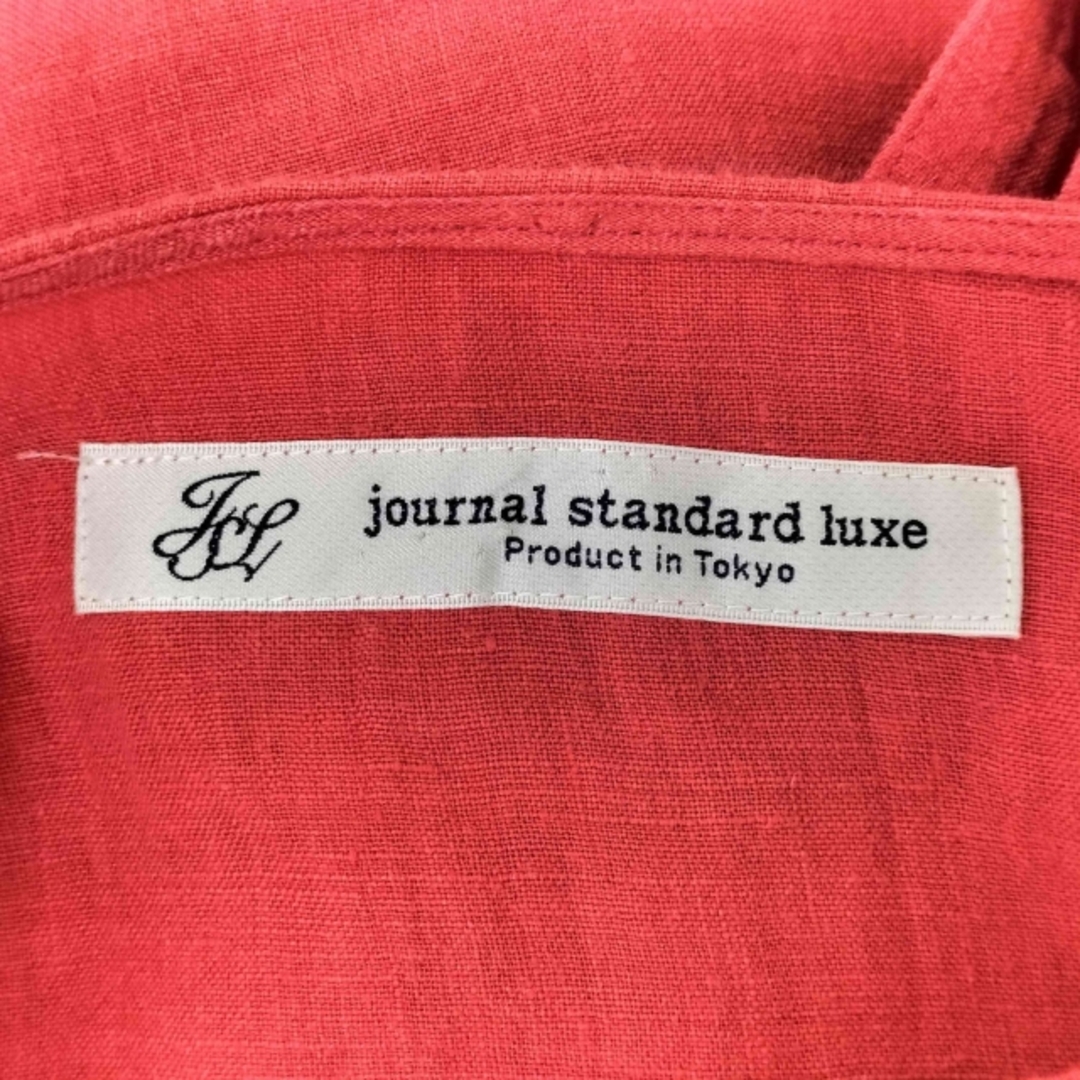 JSL journal standard luxe
Product in Tokyo